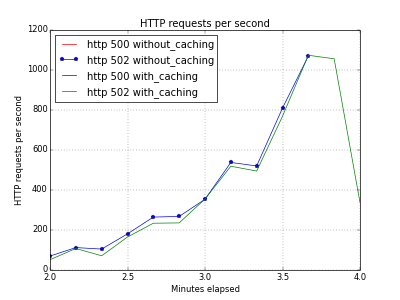 HTTP requests per second
1200
1000
800
600
400
200
0
HTTP requests per second
http 500 without_caching
http 502 without_caching
http 500 with_caching
http 502 with_caching
2.0 2.5 3.0 3.5 4.0
Minutes elapsed